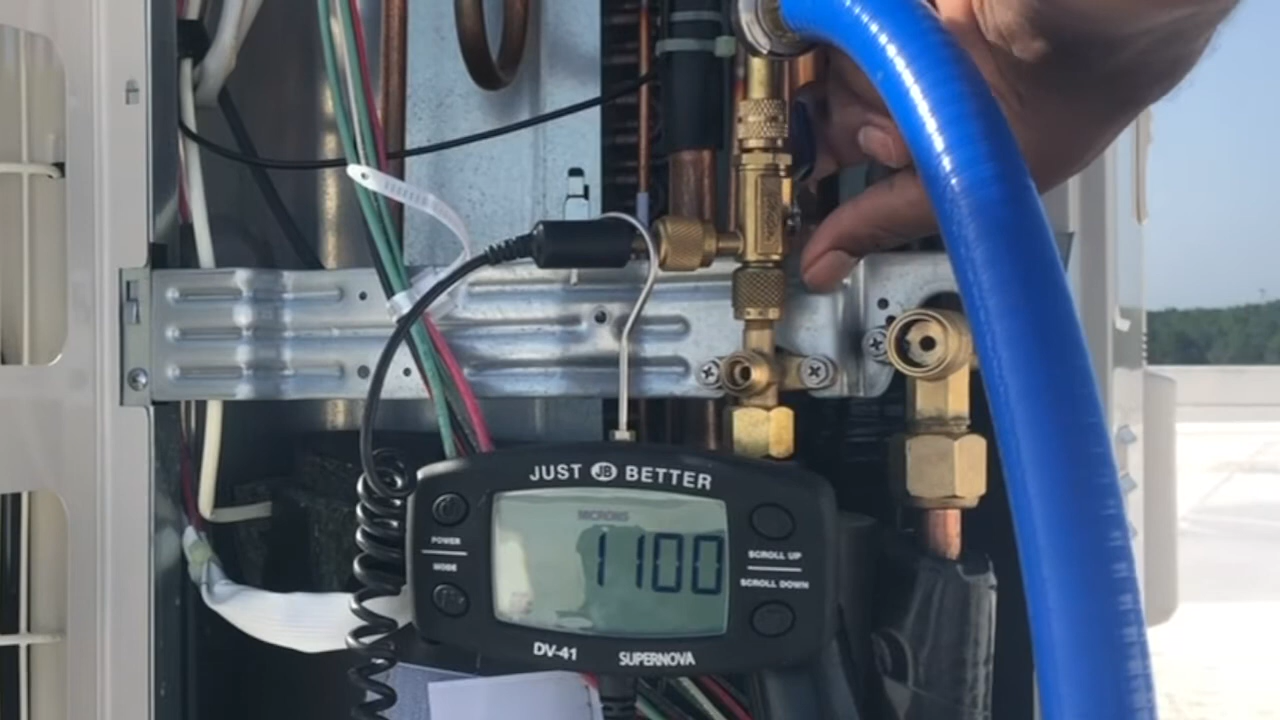 JUST JB BETTER
MICRONS
1100
POWER
MODE
SCROLL UP
SCROLL DOWN
DV-41
SUPERNOVA